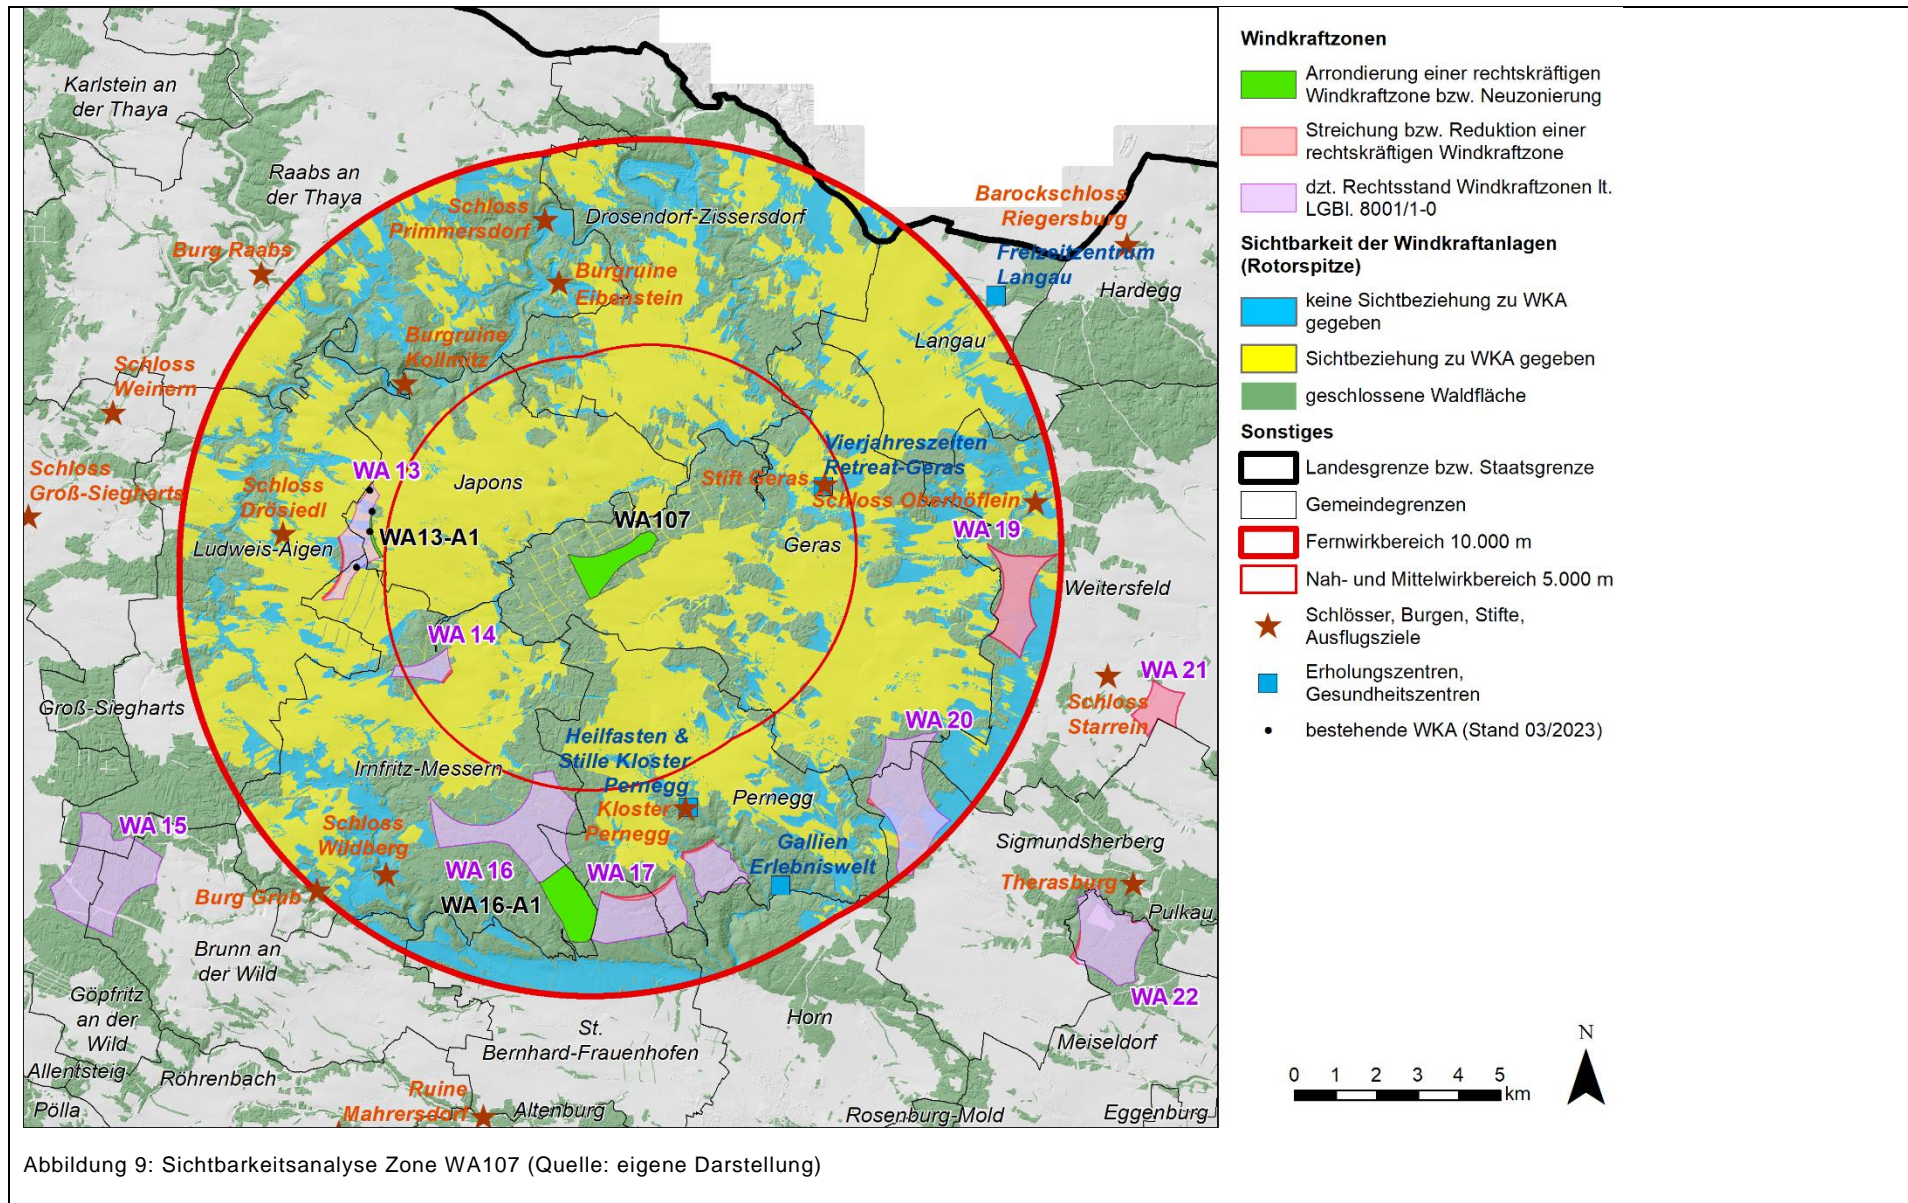 Karlstein an
der Thaya
Raabs an
der Thaya
Burg Raabs
Schloss
Primmersdorf
Drosendorf-Zissersdorf
Burgruine
Eibenstein
Barockschloss
Riegersburg
Freizeitzentrum
Langau
Hardegg
Langau
Burgruine
Kollmitz
Schloss
Weinern
Schloss
Groß-Siegharts
Schloss
Drösiedl
WA 13
Japons
WA13-A1
Ludweis-Aigen
WA107
Vierjahreszeiten
Retreat-Geras
Stift Geras
Schloss Oberhöflein
WA 19
Geras
Weitersfeld
WA 14
Groß-Siegharts
Schloss
Starrein
WA 21
WA 20
Heilfasten &
Stille Kloster
Pernegg
Kloster
Pernegg
Pernegg
Irnfritz-Messern
WA 15
Schloss
Wildberg
Burg Grub
WA 16
WA16-A1
WA 17
Gallien
Erlebniswelt
Sigmundsherberg
Therasburg
Pulkau
WA 22
Brunn an
der Wild
Göpfritz
an der
Wild
Allentsteig
Röhrenbach
Pölla
St.
Bernhard-Frauenhofen
Horn
Meiseldorf
Ruine
Mahrersdorf
Altenburg
Rosenburg-Mold
Eggenburg
Windkraftzonen
Arrondierung einer rechtskräftigen
Windkraftzone bzw. Neuzonierung
Streichung bzw. Reduktion einer
rechtskräftigen Windkraftzone
dzt. Rechtsstand Windkraftzonen lt.
LGBl. 8001/1-0
Sichtbarkeit der Windkraftanlagen
(Rotorspitze)
keine Sichtbeziehung zu WKA
gegeben
Sichtbeziehung zu WKA gegeben
geschlossene Waldfläche
Sonstiges
Landesgrenze bzw. Staatsgrenze
Gemeindegrenzen
Fernwirkbereich 10.000 m
Nah- und Mittelwirkbereich 5.000 m
Schlösser, Burgen, Stifte,
Ausflugsziele
Erholungszentren,
Gesundheitszentren
bestehende WKA (Stand 03/2023)
N
0 1 2 3 4 5
km
Abbildung 9: Sichtbarkeitsanalyse Zone WA107 (Quelle: eigene Darstellung)